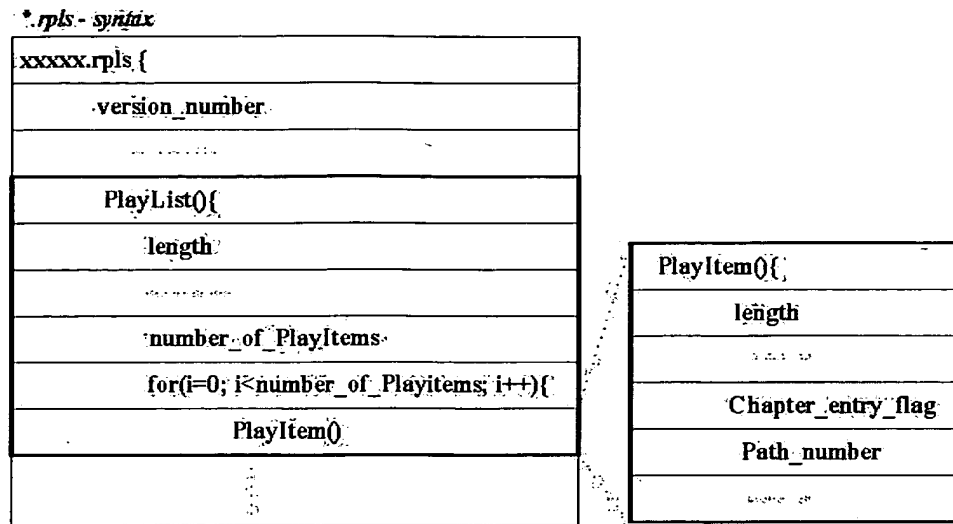 *.rpls - syntax
xxxxx.rpls {
version_number
PlayList(){
length
number_of_PlayItems
for(i=0; i<number_of_Playitems; i++){
PlayItem()
PlayItem(){
length
Chapter_entry_flag
Path_number